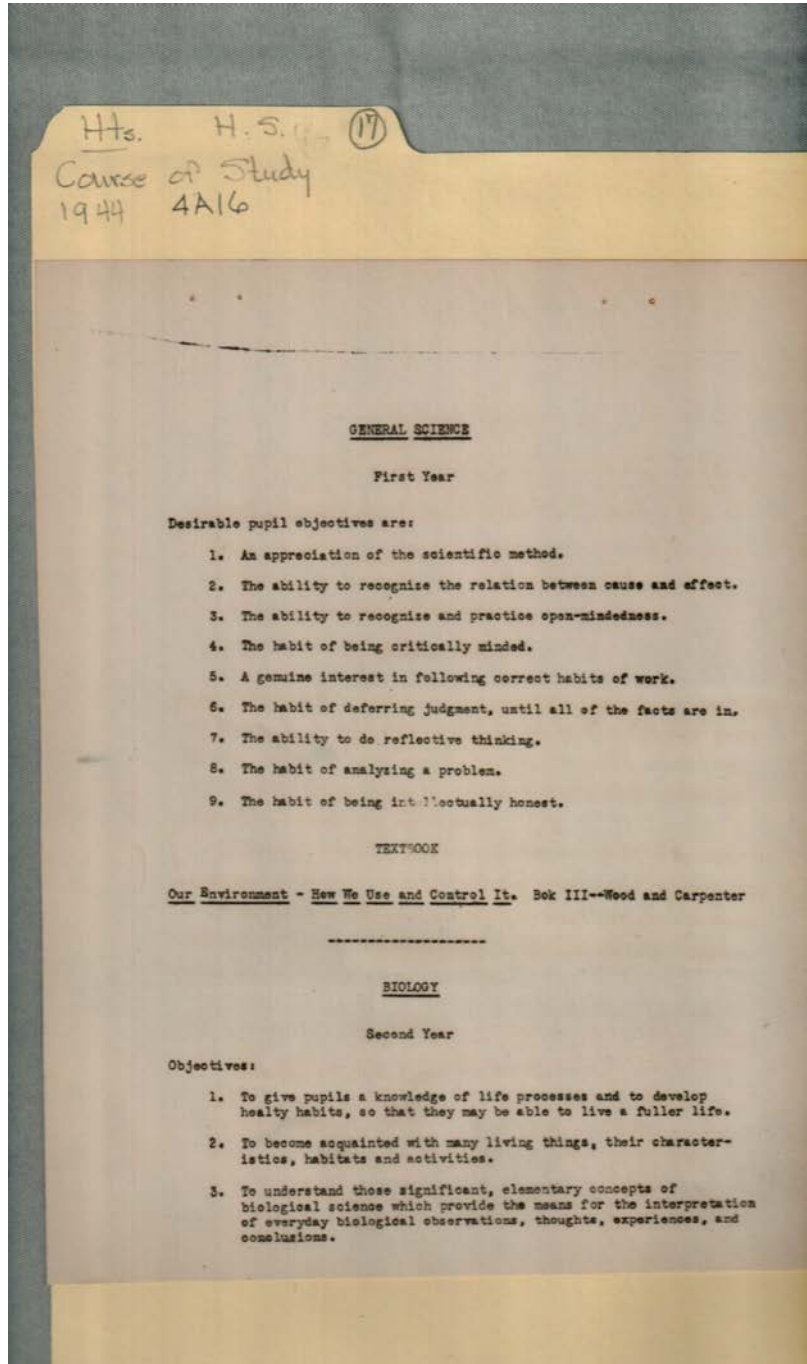 Hts. H.S. 17
Course of Study
1944 4A16
GENERAL SCIENCE
First Year
Desirable pupil objectives are:
1. An appreciation of the scientific method.
2. The ability to recognize the relation between cause and effect.
3. The ability to recognize and practice open-mindedness.
4. The habit of being critically minded.
5. A genuine interest in following correct habits of work.
6. The habit of deferring judgment, until all of the facts are in.
7. The ability to do reflective thinking.
8. The habit of analyzing a problem.
9. The habit of being intellectually honest.
TEXTBOOK
Our Environment - How We Use and Control It. Bok III--Wood and Carpenter
BIOLOGY
Second Year
Objectives:
1. To give pupils a knowledge of life processes and to develop
healty habits, so that they may be able to live a fuller life.
2. To become acquainted with many living things, their character-
istics, habitats and activities.
3. To understand those significant, elementary concepts of
biological science which provide the means for the interpretation
of everyday biological observations, thoughts, experiences, and
conclusions.